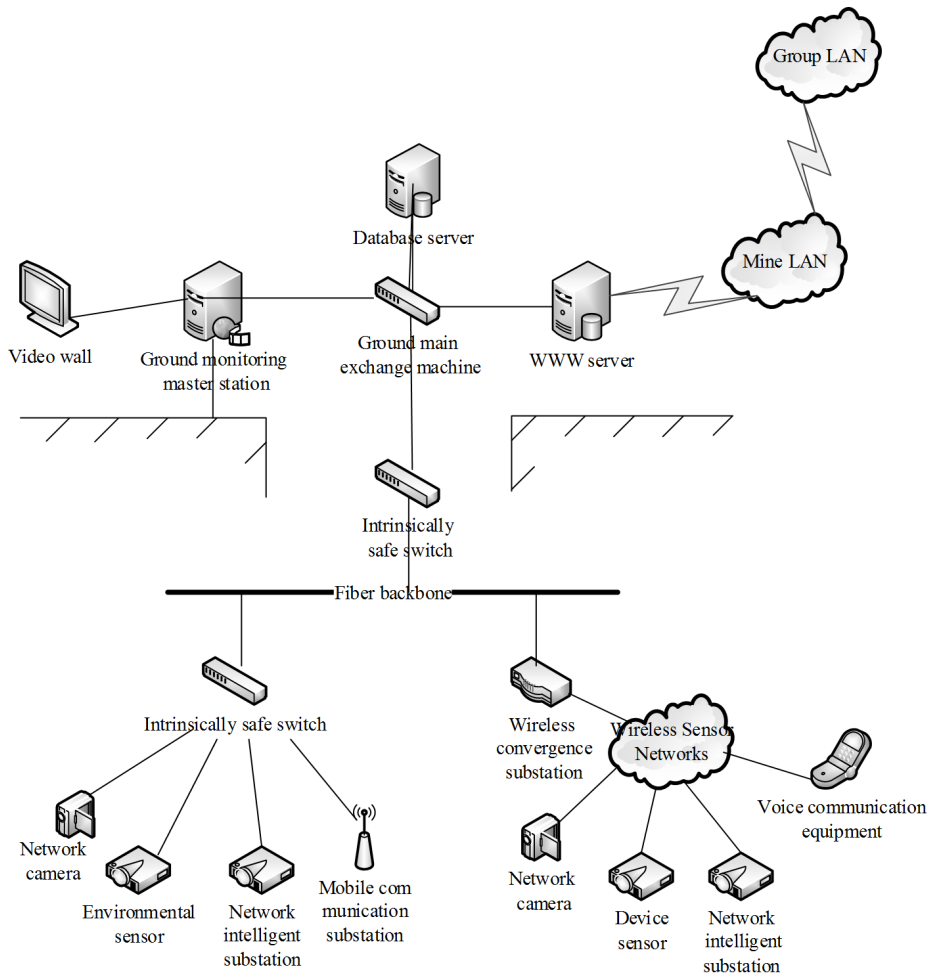 Group LAN
Database server
Mine LAN
Video wall
Ground monitoring
master station
Ground main
exchange machine
WWW server
Intrinsically
safe switch
Fiber backbone
Intrinsically safe switch
Wireless
convergence
substation
Wireless Sensor
Networks
Voice communication
equipment
Network
camera
Environmental
sensor
Network
intelligent
substation
Mobile com
munication
substation
Network
camera
Device
sensor
Network
intelligent
substation